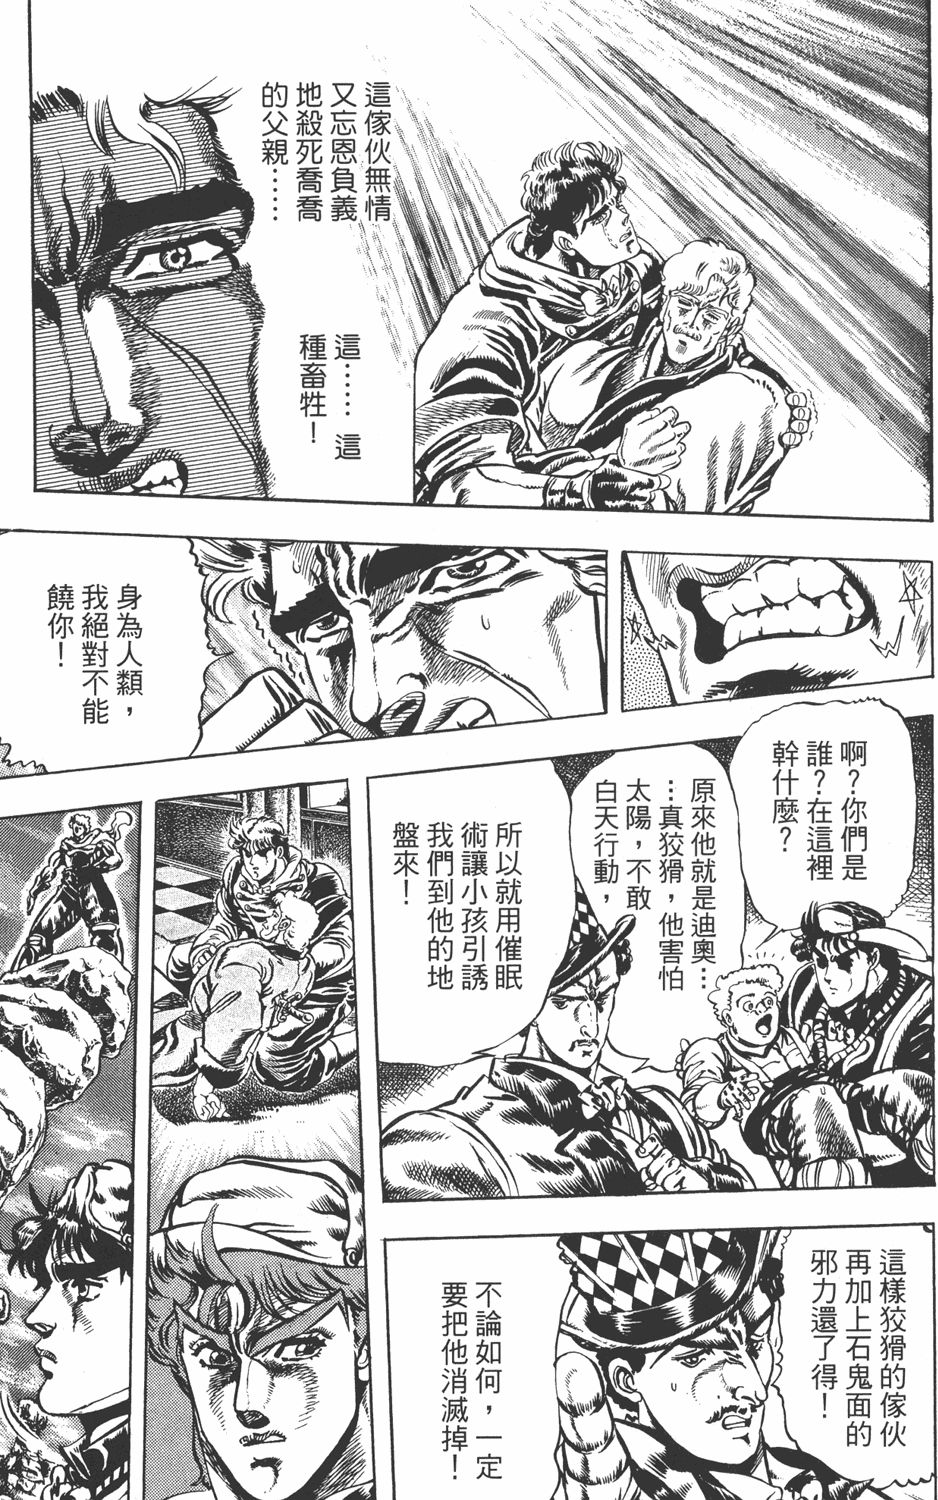 這傢伙無情
又忘恩負義
地殺死喬喬
的父親……
這……這
種畜牲！
身為人類，
我絕對不能
饒你！
啊？你們是
誰？在這裡
幹什麼？
原來他就是迪奧…
…真狡猾，他害怕
太陽，不敢
白天行動，
所以就用催眠
術讓小孩引誘
我們到他的地
盤來！
這樣狡猾的傢伙
再加上石鬼面的
邪力還了得！
不論如何，一定
要把他消滅掉！